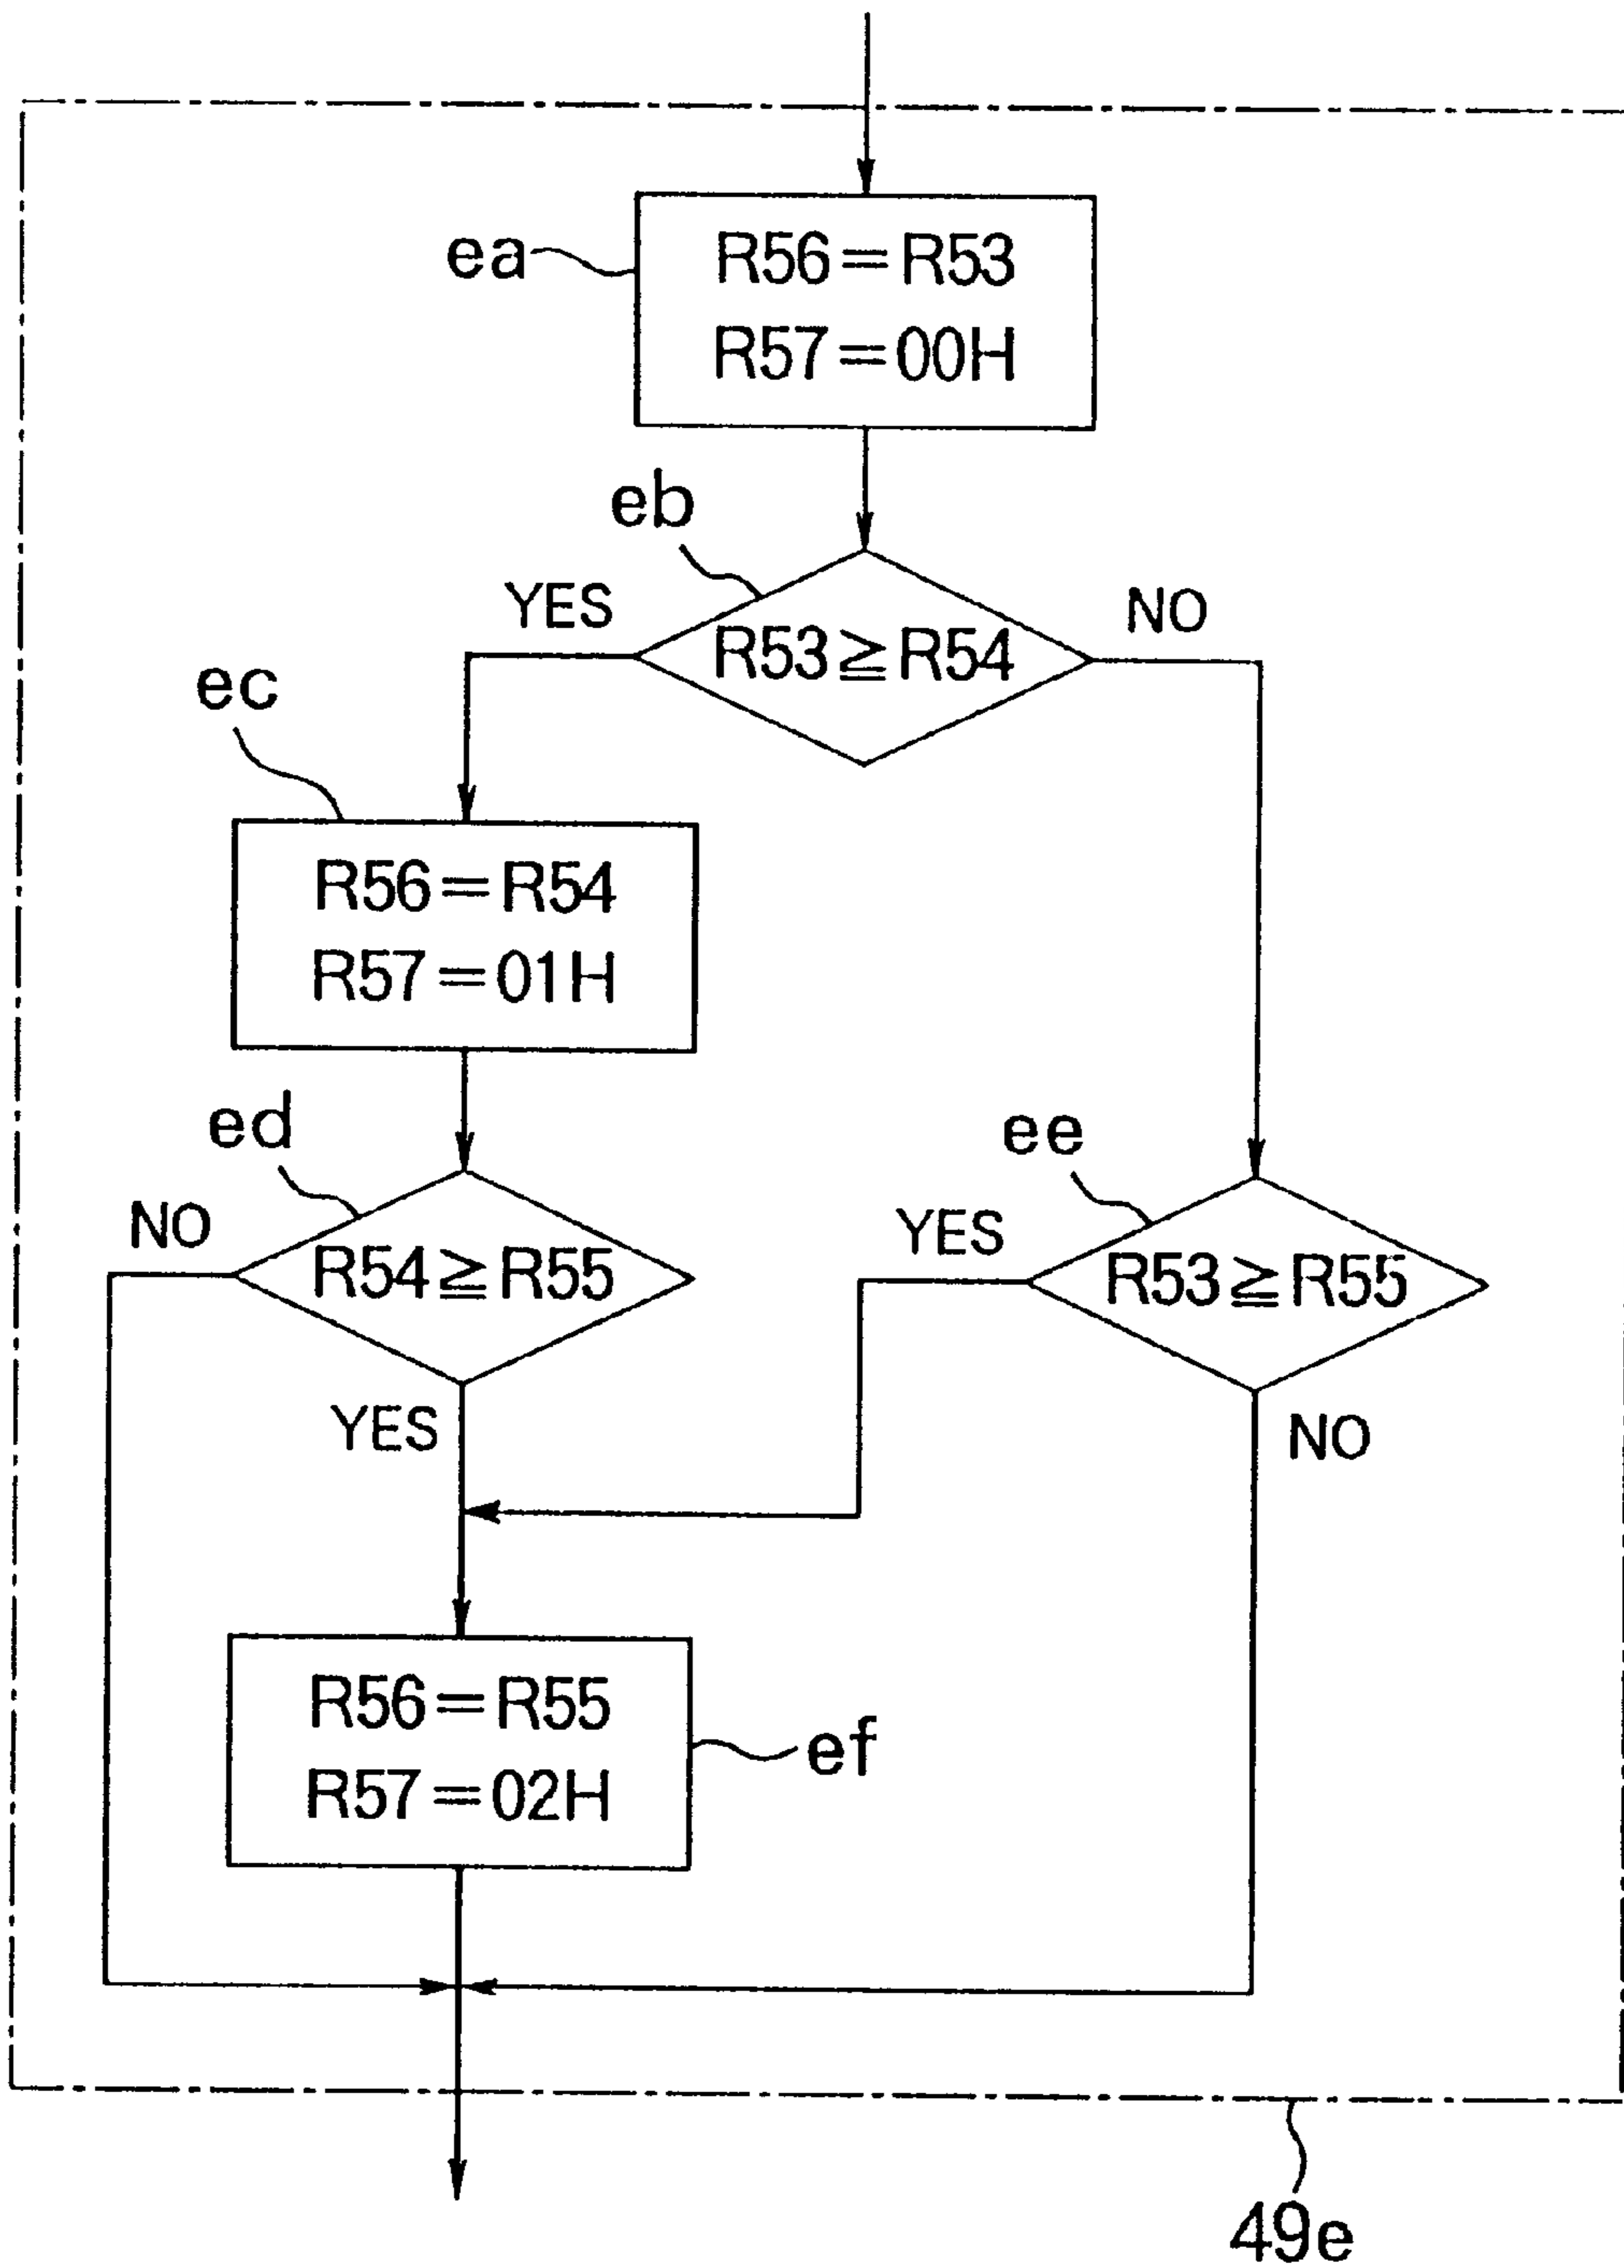 ea
R56=R53
R57=00H
eb
YES
NO
R53≧R54
ec
R56=R54
R57=01H
ed
ee
NO
YES
R54≧R55
R53≧R55
YES
NO
R56=R55
R57=02H
ef
49e